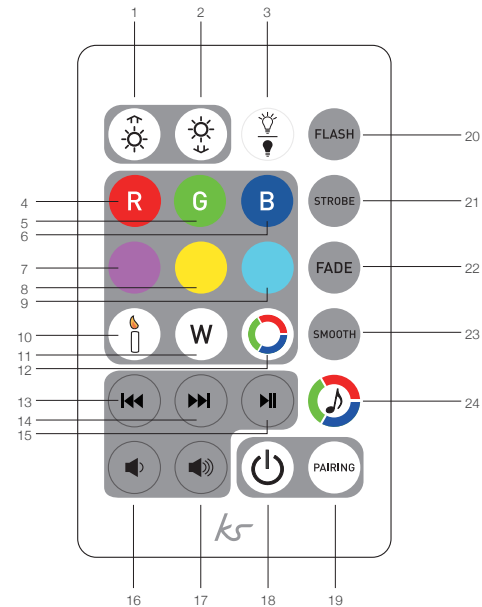 1 2 3
FLASH 20
R G B STROBE 21
4
5
6
FADE 22
7
8
9
10 W SMOOTH 23
11
12
13 24
14
15
PAIRING
ks
16 17 18 19